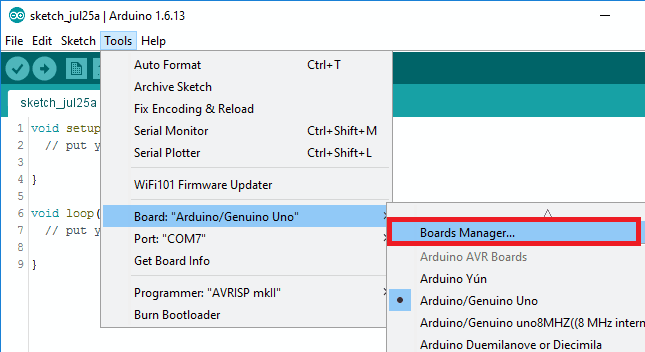 sketch_jul25a | Arduino 1.6.13
File Edit Sketch Tools Help
sketch_jul25a
Auto Format Ctrl+T
Archive Sketch
Fix Encoding & Reload
Serial Monitor Ctrl+Shift+M
Serial Plotter Ctrl+Shift+L
WiFi101 Firmware Updater
Board: "Arduino/Genuino Uno"
Port: "COM7"
Get Board Info
Programmer: "AVRISP mkII"
Burn Bootloader
1 void setup
2 // put y
3
4 }
5
6 void loop(
7 // put y
8
9 }
Boards Manager...
Arduino AVR Boards
Arduino Yún
Arduino/Genuino Uno
Arduino/Genuino uno8MHZ((8 MHz intern
Arduino Duemilanove or Diecimila